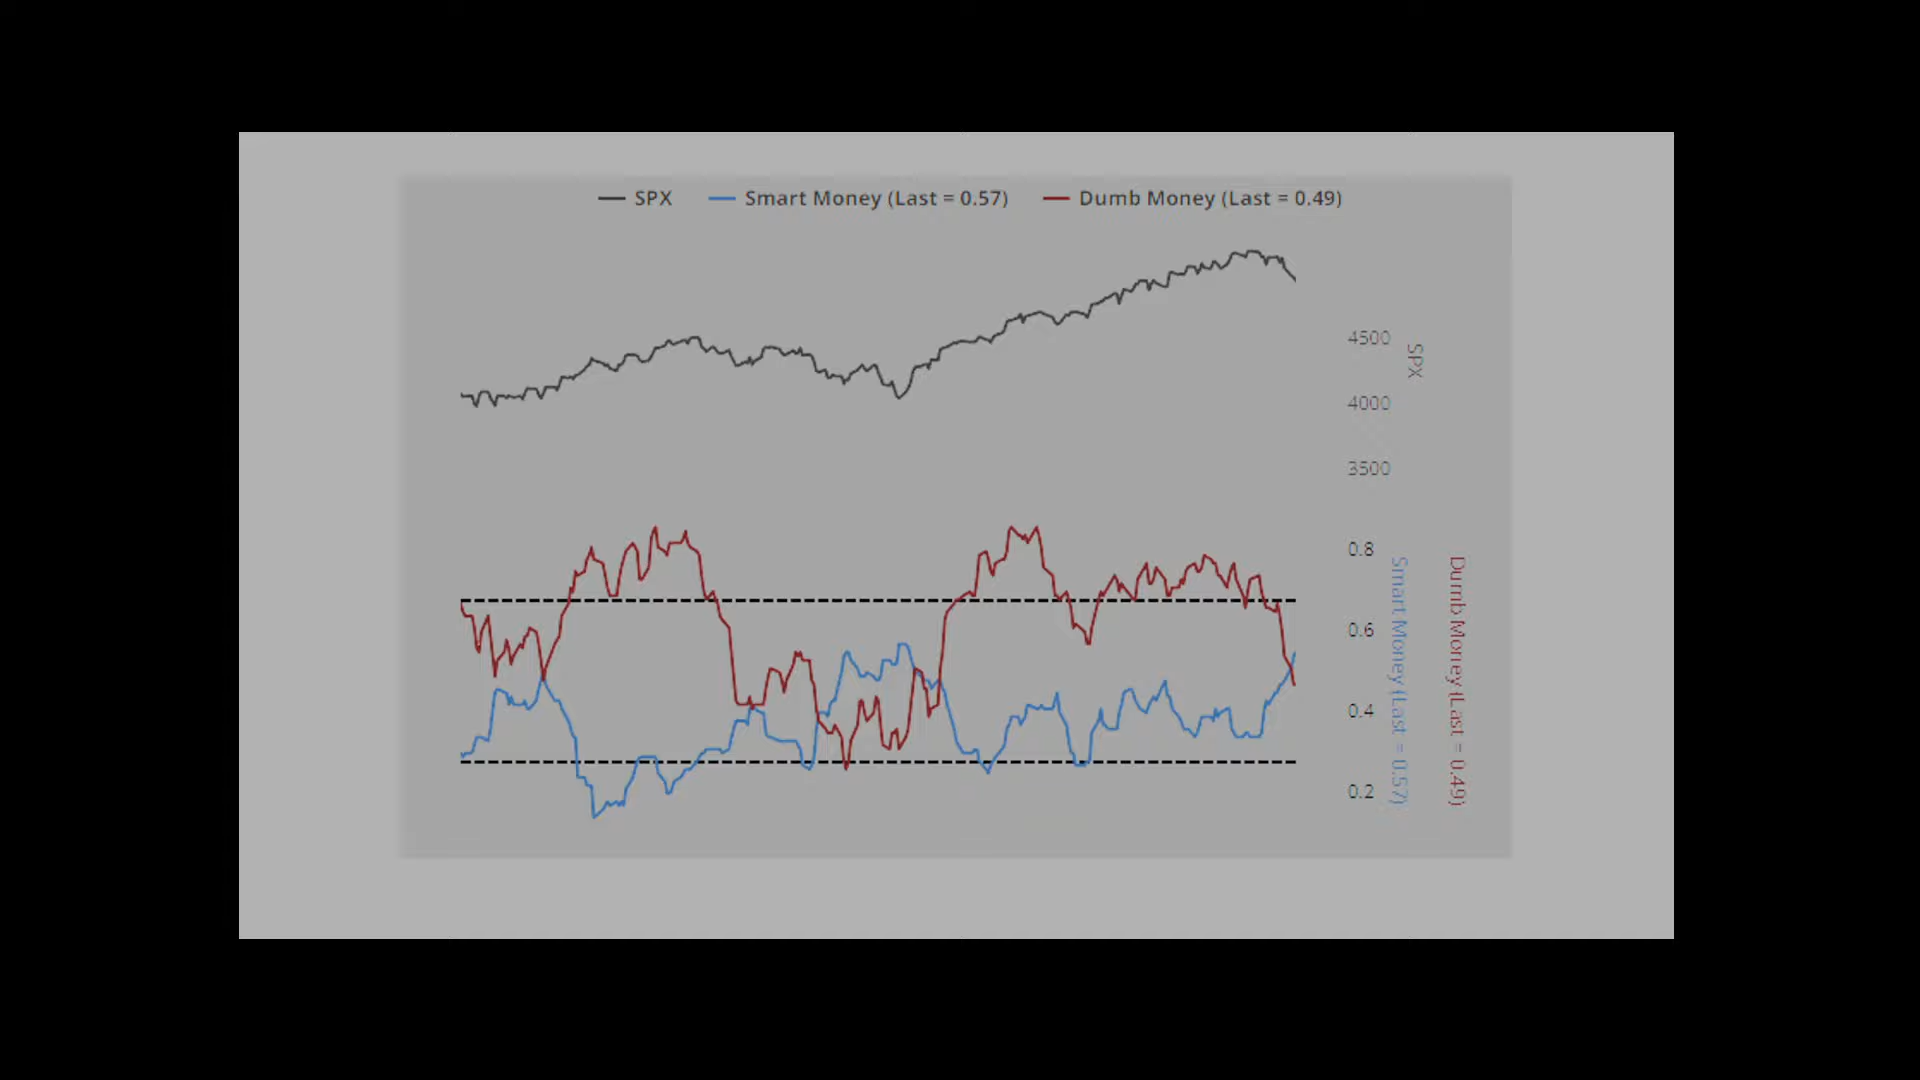 SPX Smart Money (Last = 0.57) Dumb Money (Last = 0.49)
4500
SPX
4000
3500
0.8
0.6
0.4
0.2
Smart Money (Last = 0.57)
Dumb Money (Last = 0.49)